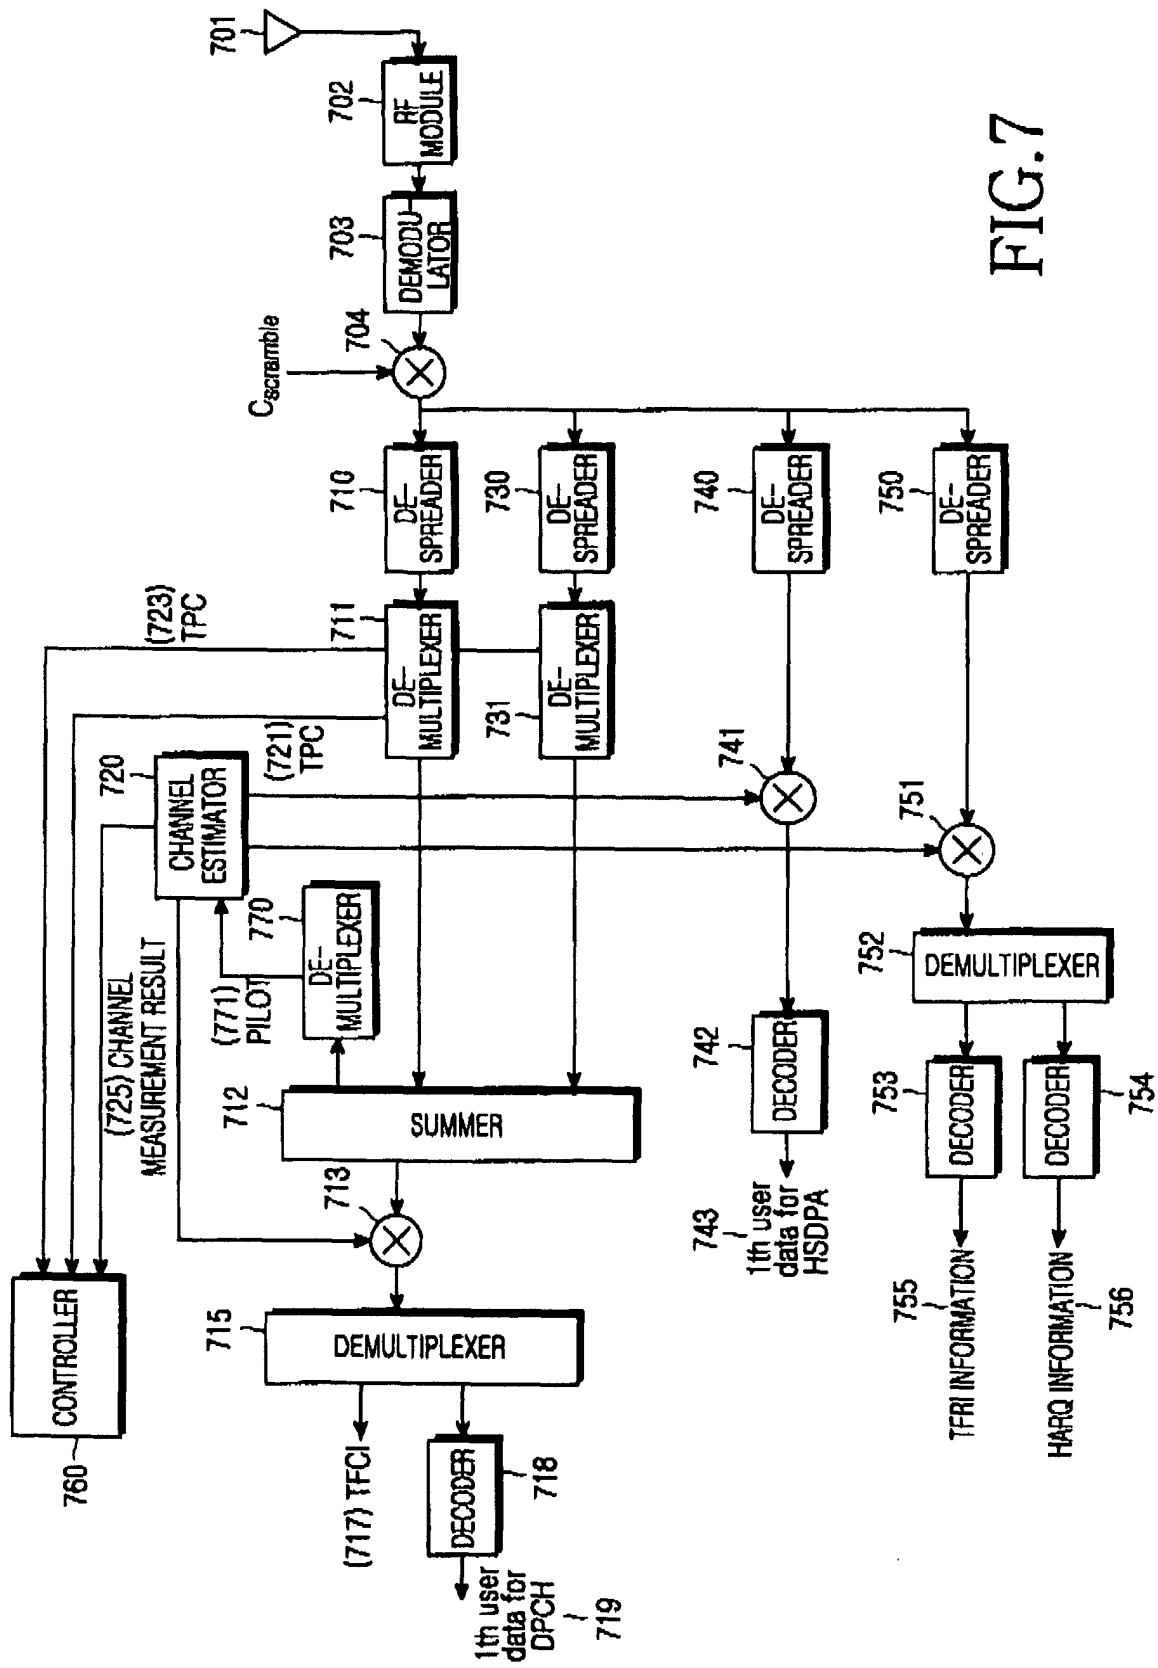 701
702
RF
MODULE
703
DEMODU
LATOR
Cscramble
704
710
DE-
SPREADER
730
DE-
SPREADER
740
DE-
SPREADER
750
DE-
SPREADER
(723)
TPC
711
DE-
MULTIPLEXER
731
DE-
MULTIPLEXER
(721)
TPC
720
CHANNEL
ESTIMATOR
741
751
(725) CHANNEL
MEASUREMENT RESULT
770
DE-
MULTIPLEXER
(771)
PILOT
752
DEMULTIPLEXER
712
SUMMER
742
DECODER
753
DECODER
754
DECODER
713
743
1th user
data for
HSDPA
755
TFRI INFORMATION
HARQ INFORMATION
756
CONTROLLER
760
715
DEMULTIPLEXER
(717) TFCI
DECODER
718
1th user
data for
DPCH
719
FIG.7